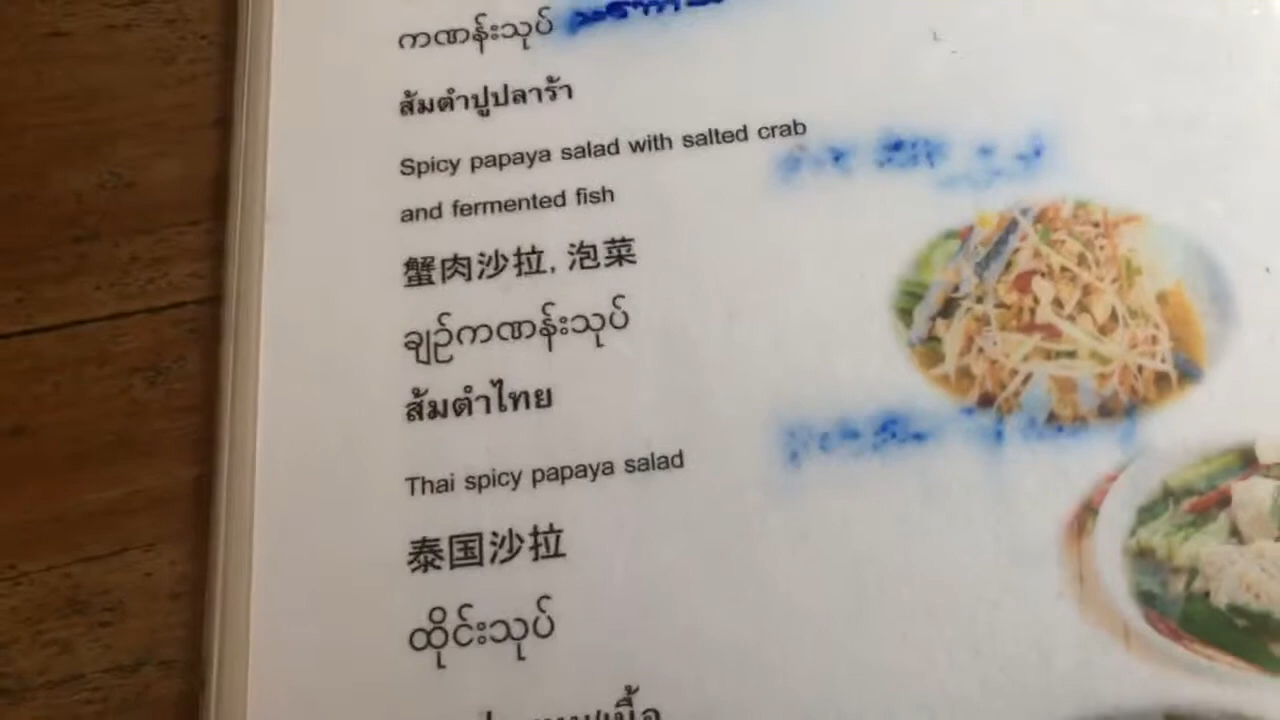 ကဏန်းသုပ်
ส้มตำปูปลาร้า
Spicy papaya salad with salted crab
and fermented fish
蟹肉沙拉, 泡菜
ချဉ်ကဏန်းသုပ်
ส้มตำไทย
Thai spicy papaya salad
泰国沙拉
ထိုင်းသုပ်